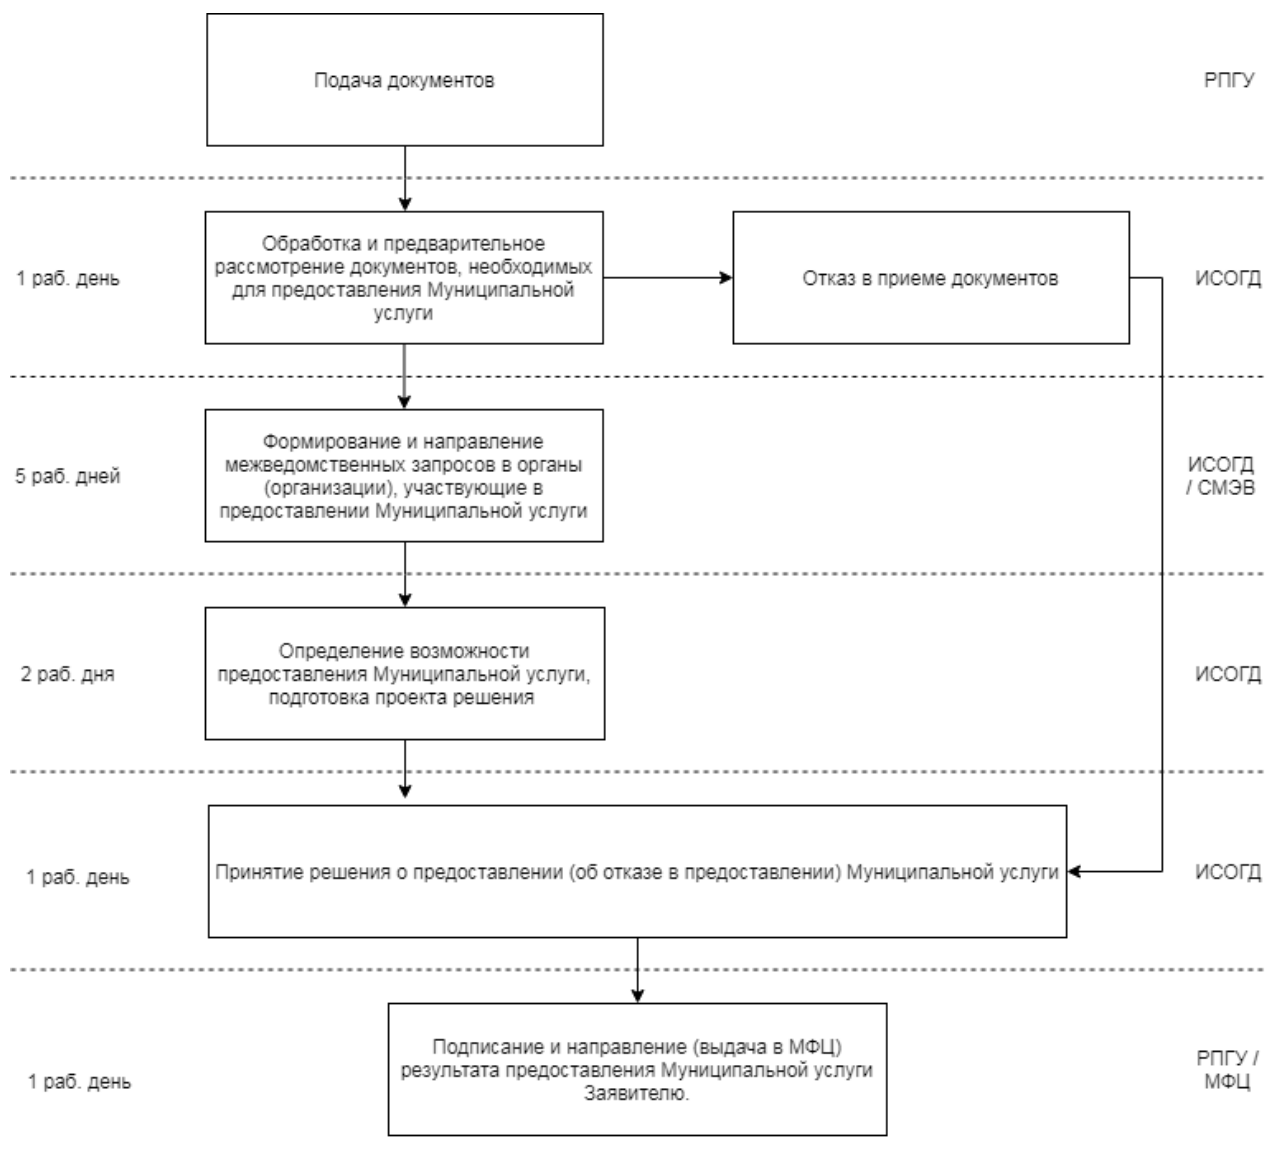 Подача документов
РПГУ
1 раб. день
Обработка и предварительное
рассмотрение документов, необходимых
для предоставления Муниципальной
услуги
Отказ в приеме документов
ИСОГД
5 раб. дней
Формирование и направление
межведомственных запросов в органы
(организации), участвующие в
предоставлении Муниципальной услуги
ИСОГД
/ СМЭВ
2 раб. дня
Определение возможности
предоставления Муниципальной услуги,
подготовка проекта решения
ИСОГД
1 раб. день
Принятие решения о предоставлении (об отказе в предоставлении) Муниципальной услуги
ИСОГД
1 раб. день
Подписание и направление (выдача в МФЦ)
результата предоставления Муниципальной услуги
Заявителю.
РПГУ /
МФЦ